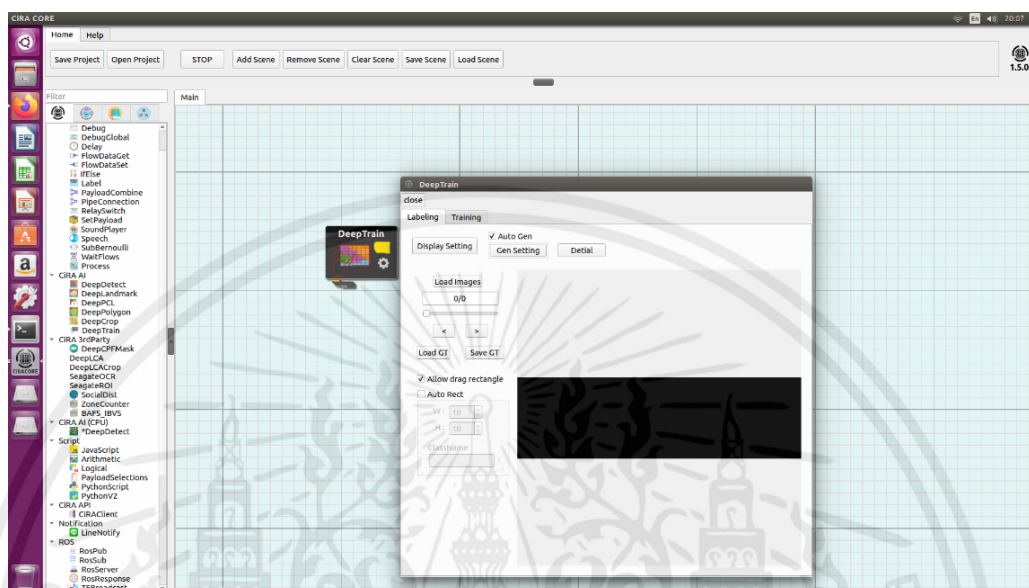 CiRA CORE
En 20:07
Home Help
Save Project Open Project STOP Add Scene Remove Scene Clear Scene Save Scene Load Scene
1.5.0
Filter
Main
Debug
DebugGlobal
Delay
FlowDataGet
FlowDataSet
IfElse
Label
PayloadCombine
PipeConnection
RelaySwitch
SetPayload
SoundPlayer
Speech
SubBernoulli
WaitFlows
Process
CiRA AI
DeepDetect
DeepLandmark
DeepPCL
DeepPolygon
DeepCrop
DeepTrain
CiRA 3rdParty
DeepCPFMask
DeepLCA
DeepLCACrop
SeagateOCR
SeagateROI
SocialDist
ZoneCounter
BAFS_IBVS
CiRA AI (CPU)
*DeepDetect
Script
JavaScript
Arithmetic
Logical
PayloadSelections
PythonScript
PythonV2
CiRA API
CiRAClient
Notification
LineNotify
ROS
RosPub
RosSub
RosServer
RosResponse
TFBroadcast
CiRACORE
DeepTrain
DeepTrain
close
Labeling Training
Display Setting
Auto Gen
Gen Setting Detial
Load Images
0/0
< >
Load GT Save GT
Allow drag rectangle
Auto Rect
W: 10
H: 10
ClassName